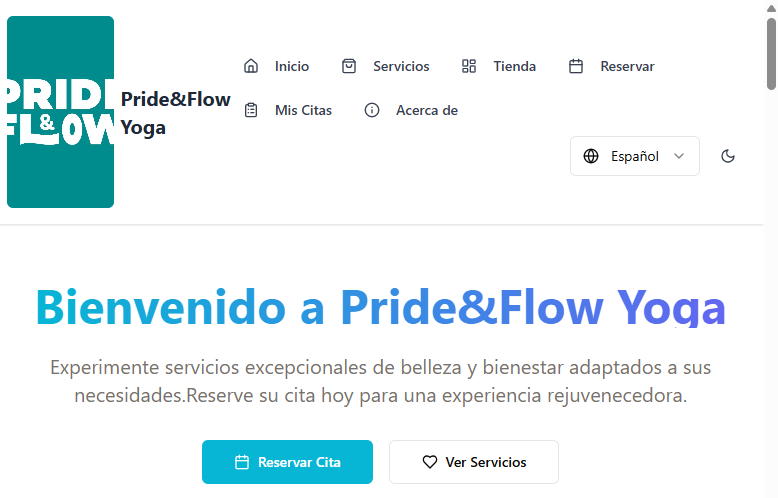 PRIDE
& FLOW
Pride&Flow
Yoga
Inicio
Servicios
Tienda
Reservar
Mis Citas
Acerca de
Español
Bienvenido a Pride&Flow Yoga
Experimente servicios excepcionales de belleza y bienestar adaptados a sus
necesidades.Reserve su cita hoy para una experiencia rejuvenecedora.
Reservar Cita
Ver Servicios